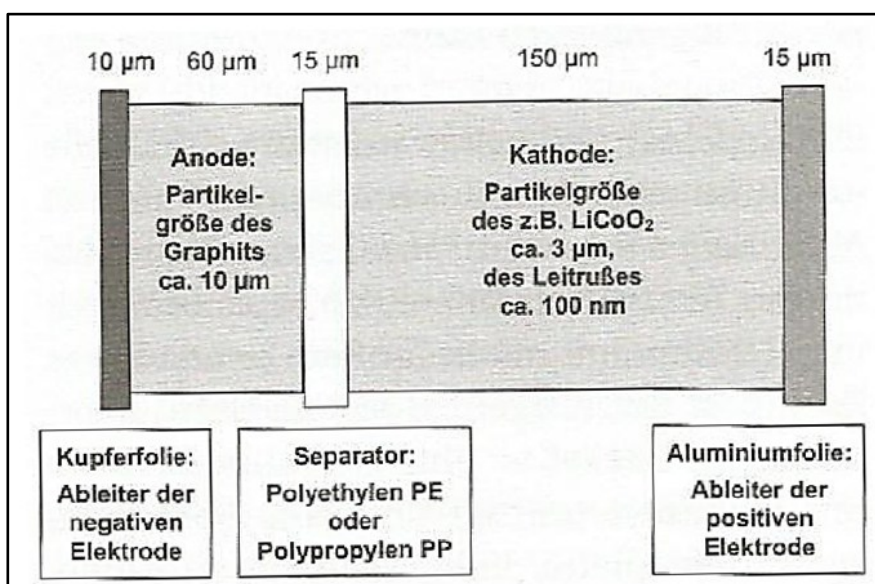 10 µm 60 µm 15 µm 150 µm 15 µm
Anode:
Partikel-
größe des
Graphits
ca. 10 µm
Kathode:
Partikelgröße
des z.B. LiCoO₂
ca. 3 µm,
des Leitrußes
ca. 100 nm
Kupferfolie:
Ableiter der
negativen
Elektrode
Separator:
Polyethylen PE
oder
Polypropylen PP
Aluminiumfolie:
Ableiter der
positiven
Elektrode